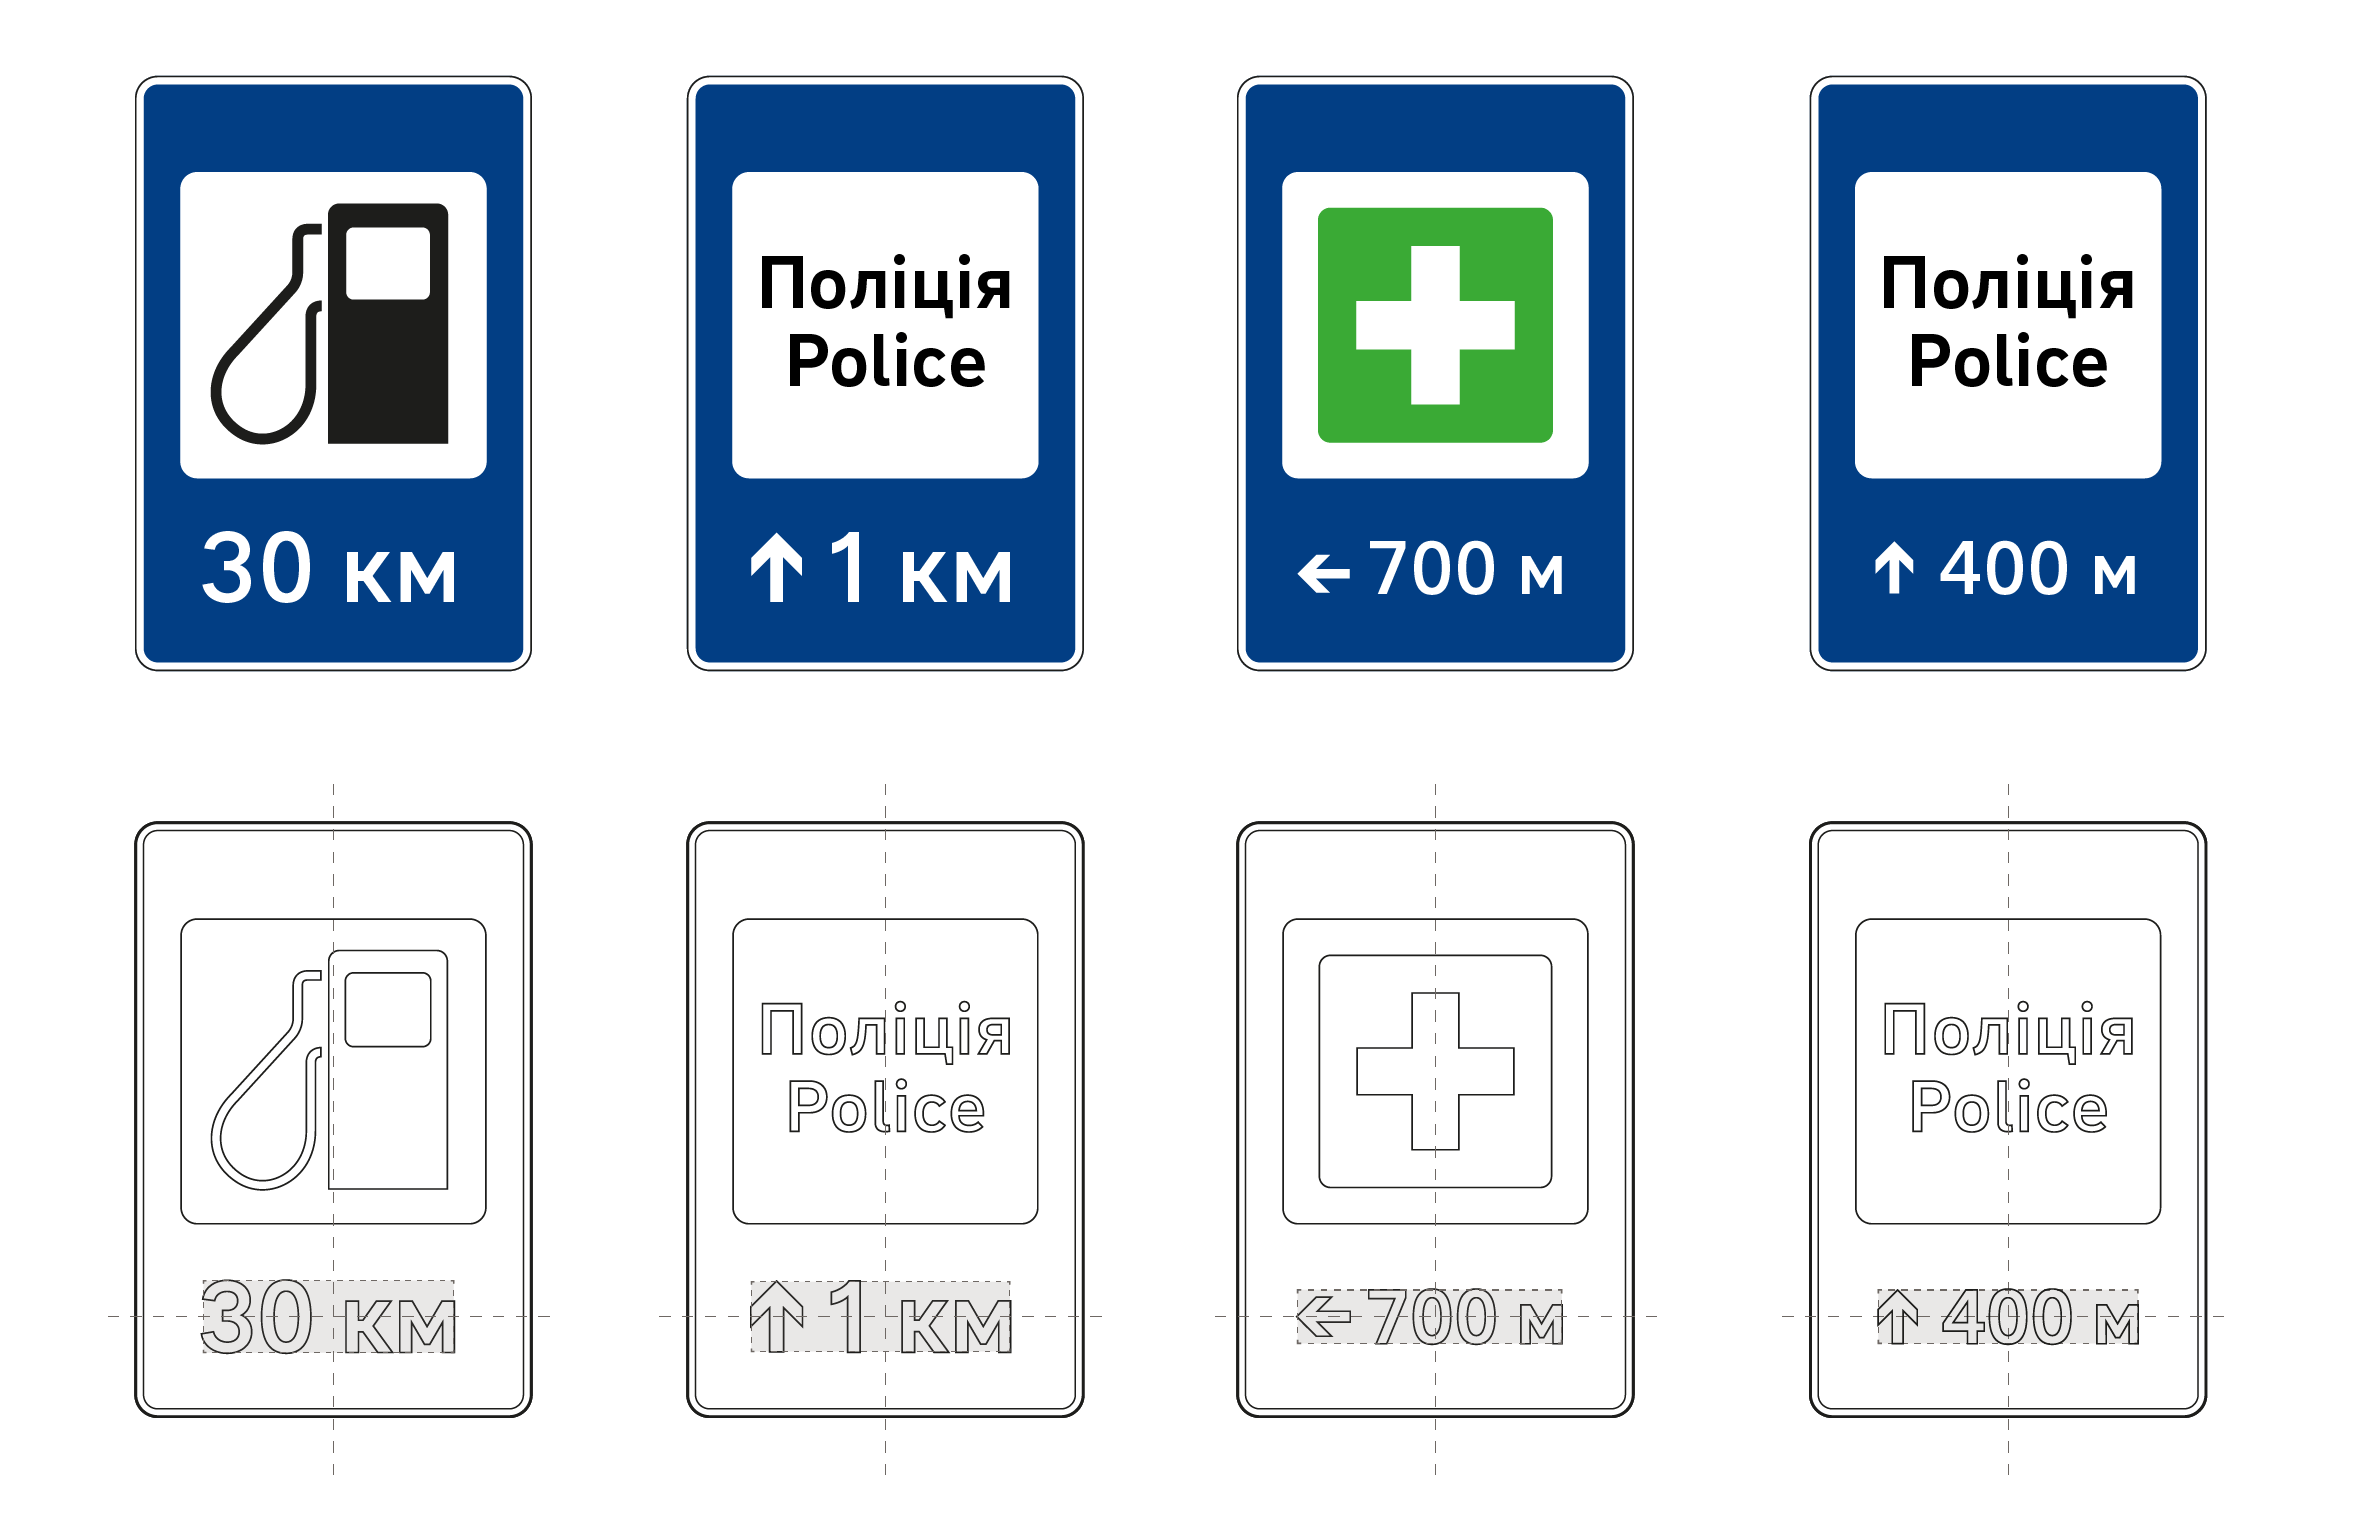 Поліція
Police
Поліція
Police
30 км
↑ 1 км
← 700 м
↑ 400 м
Поліція
Police
Поліція
Police
30 км
↑ 1 км
← 700 м
↑ 400 м